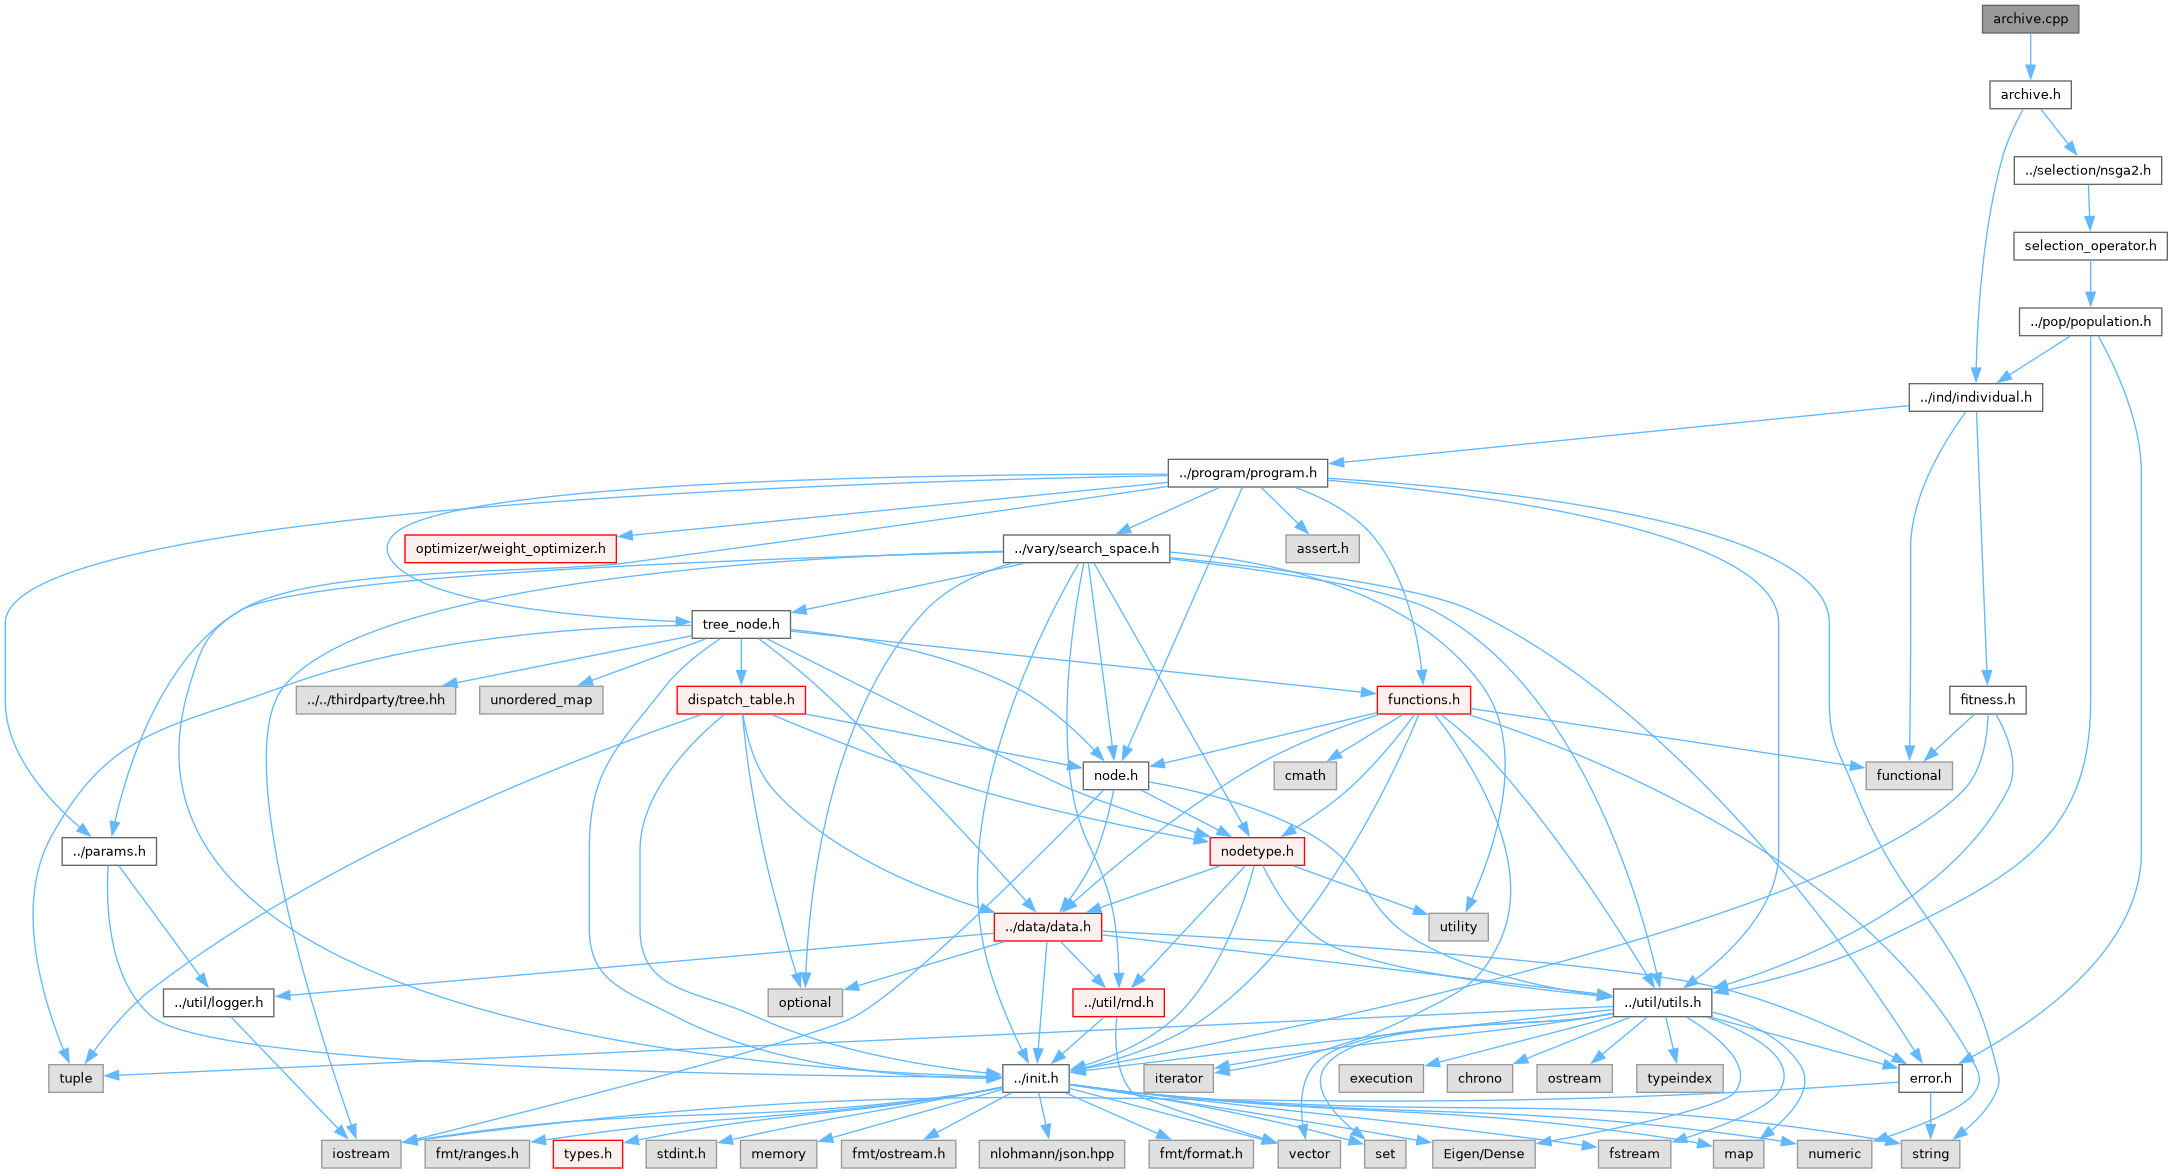 archive.cpp
archive.h
../selection/nsga2.h
selection_operator.h
../pop/population.h
../ind/individual.h
../program/program.h
optimizer/weight_optimizer.h
../vary/search_space.h
assert.h
tree_node.h
../../thirdparty/tree.hh
unordered_map
dispatch_table.h
functions.h
fitness.h
node.h
cmath
functional
../params.h
nodetype.h
../data/data.h
utility
../util/logger.h
optional
../util/rnd.h
../util/utils.h
tuple
../init.h
iterator
execution
chrono
ostream
typeindex
error.h
iostream
fmt/ranges.h
types.h
stdint.h
memory
fmt/ostream.h
nlohmann/json.hpp
fmt/format.h
vector
set
Eigen/Dense
fstream
map
numeric
string